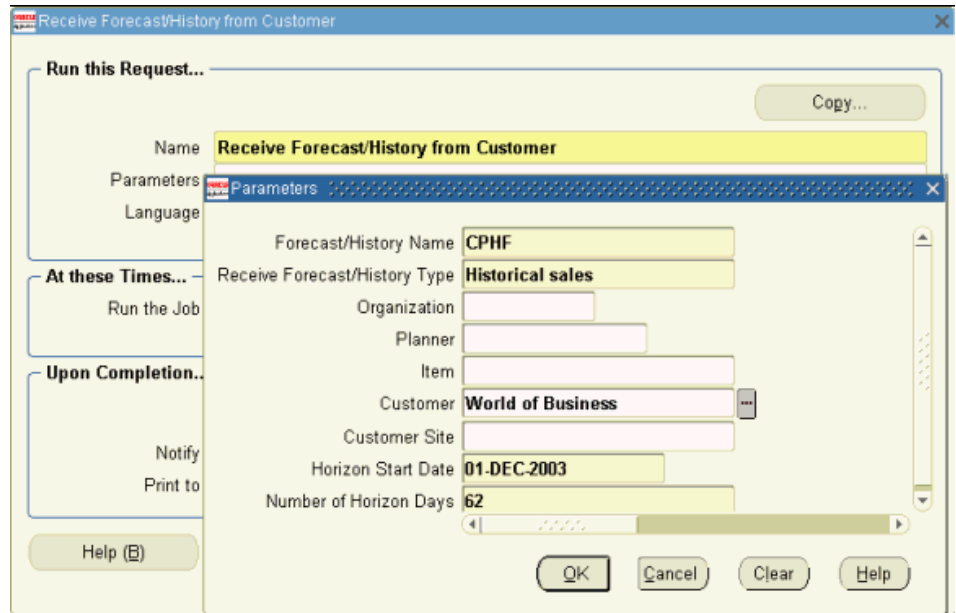 Receive Forecast/History from Customer
Run this Request...
Copy...
Name Receive Forecast/History from Customer
Parameters
Language
Parameters
Forecast/History Name CPHF
Receive Forecast/History Type Historical sales
Organization
Planner
Item
Customer World of Business
Customer Site
Horizon Start Date 01-DEC-2003
Number of Horizon Days 62
At these Times...
Run the Job
Upon Completion..
Notify
Print to
Help (B)
OK Cancel Clear Help